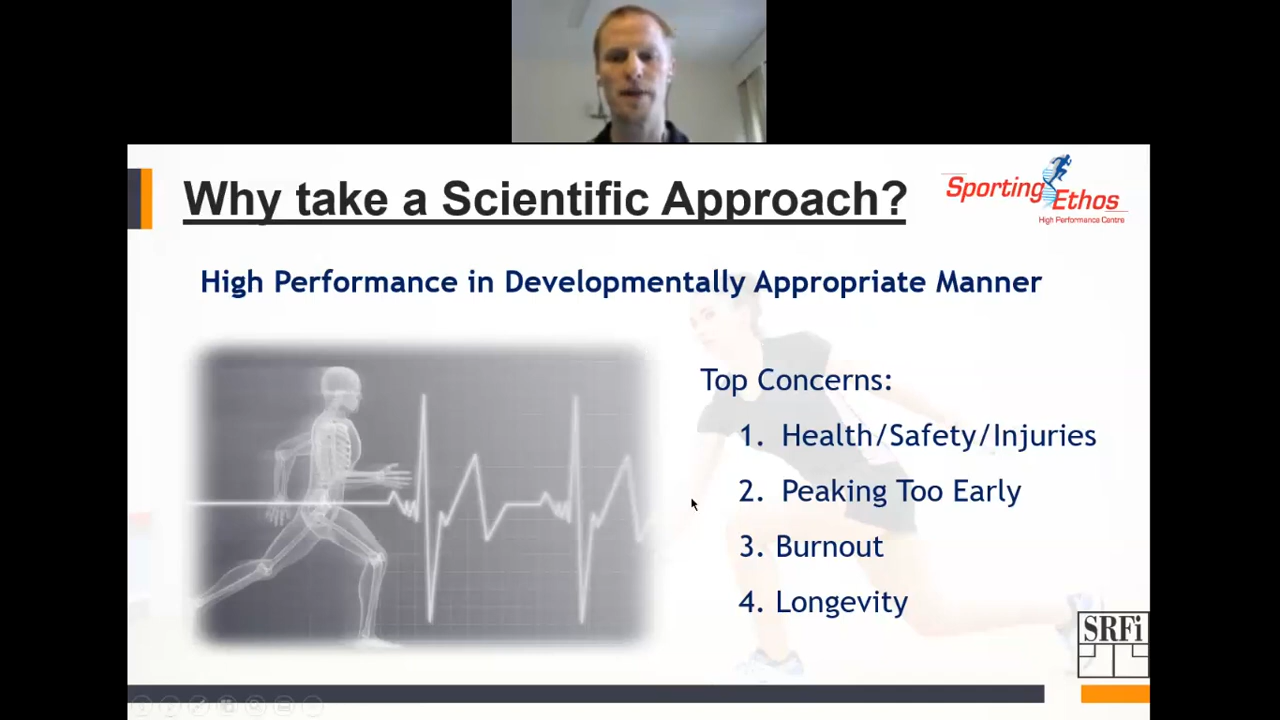 Why take a Scientific Approach?
Sporting Ethos
High Performance Centre
High Performance in Developmentally Appropriate Manner
Top Concerns:
1. Health/Safety/Injuries
2. Peaking Too Early
3. Burnout
4. Longevity
SRFi